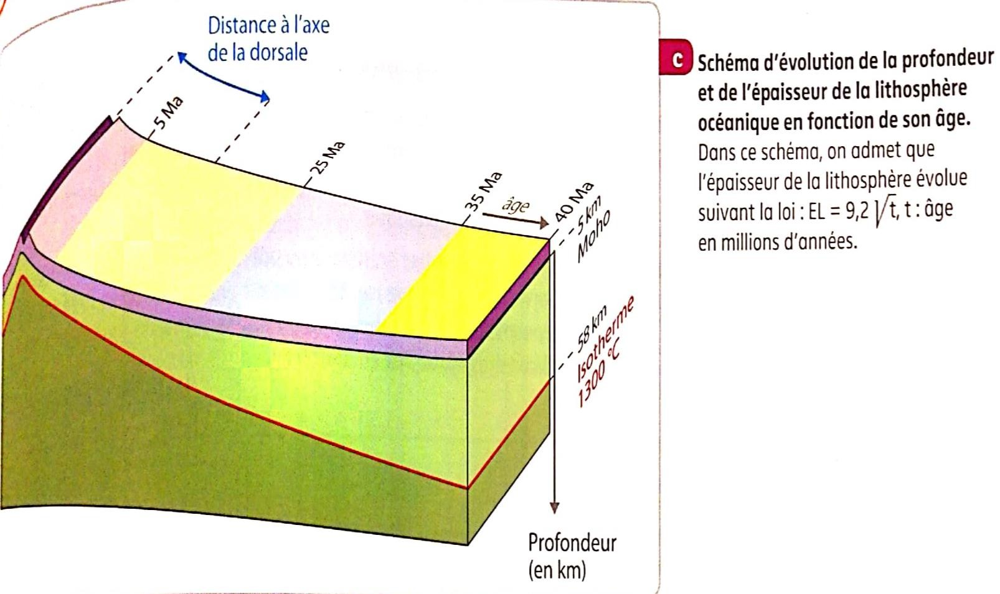 Distance à l'axe
de la dorsale
5 Ma
25 Ma
35 Ma
âge
40 Ma
5 km
Moho
58 km
Isotherme
1300 °C
Profondeur
(en km)
c
Schéma d'évolution de la profondeur
et de l'épaisseur de la lithosphère
océanique en fonction de son âge.
Dans ce schéma, on admet que
l'épaisseur de la lithosphère évolue
suivant la loi : EL = 9,2 √t, t : âge
en millions d'années.